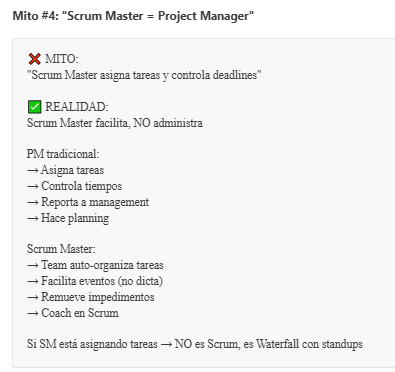 Mito #4: "Scrum Master = Project Manager"
❌ MITO:
"Scrum Master asigna tareas y controla deadlines"
✅ REALIDAD:
Scrum Master facilita, NO administra
PM tradicional:
→ Asigna tareas
→ Controla tiempos
→ Reporta a management
→ Hace planning
Scrum Master:
→ Team auto-organiza tareas
→ Facilita eventos (no dicta)
→ Remueve impedimentos
→ Coach en Scrum
Si SM está asignando tareas → NO es Scrum, es Waterfall con standups